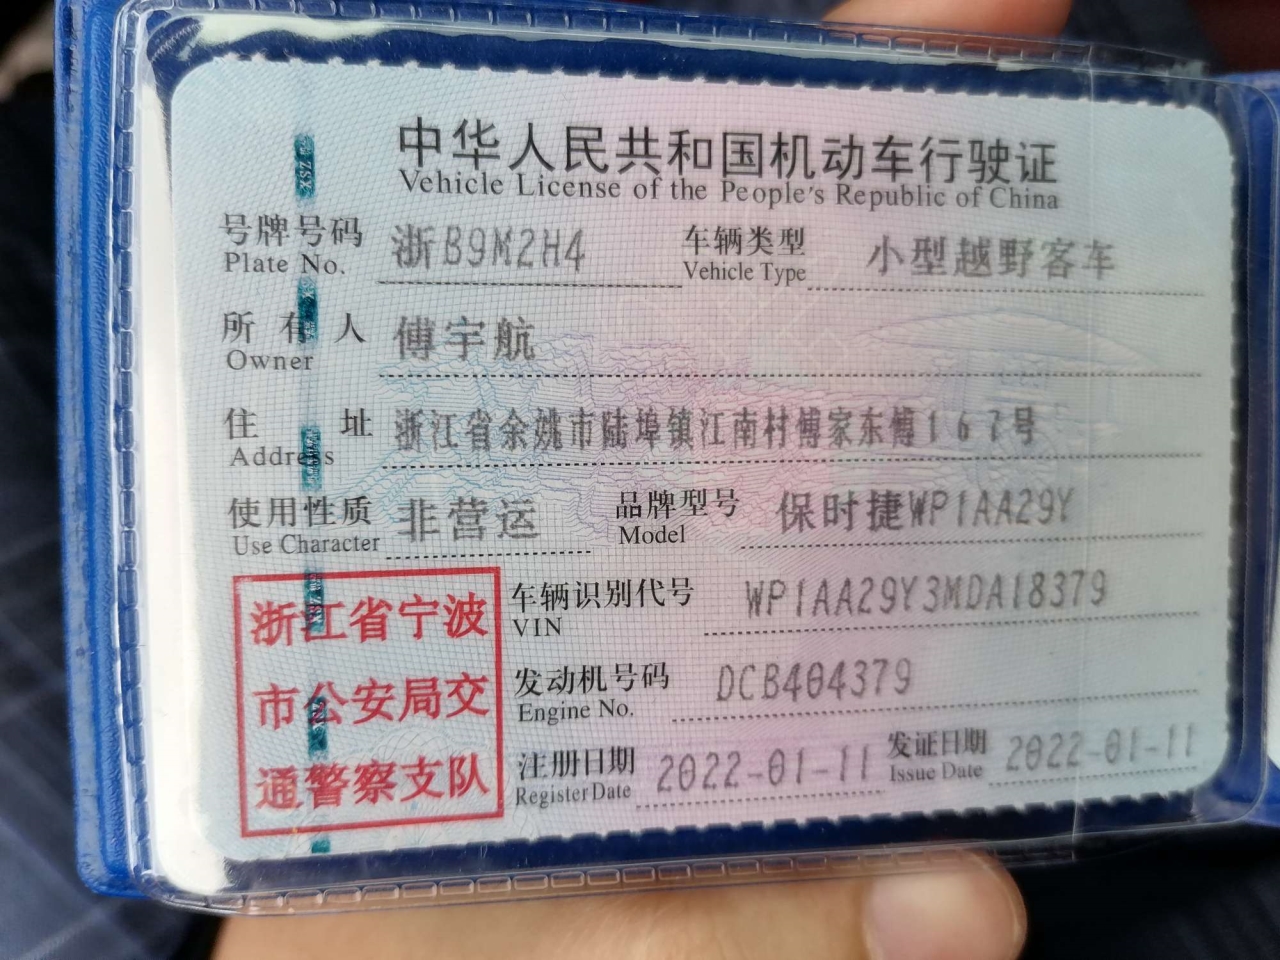 中华人民共和国机动车行驶证
Vehicle License of the People's Republic of China
号牌号码 浙B9M2H4 车辆类型 小型越野客车
Plate No. Vehicle Type
所有人 傅宇航
Owner
住址 浙江省余姚市陆埠镇江南村傅家东傅167号
Address
使用性质 非营运 品牌型号 保时捷WP1AA29Y
Use Character Model
浙江省宁波
市公安局交
通警察支队
车辆识别代号 WP1AA29Y3MDA18379
VIN
发动机号码 DCB404379
Engine No.
注册日期 2022-01-11 发证日期 2022-01-11
Register Date Issue Date